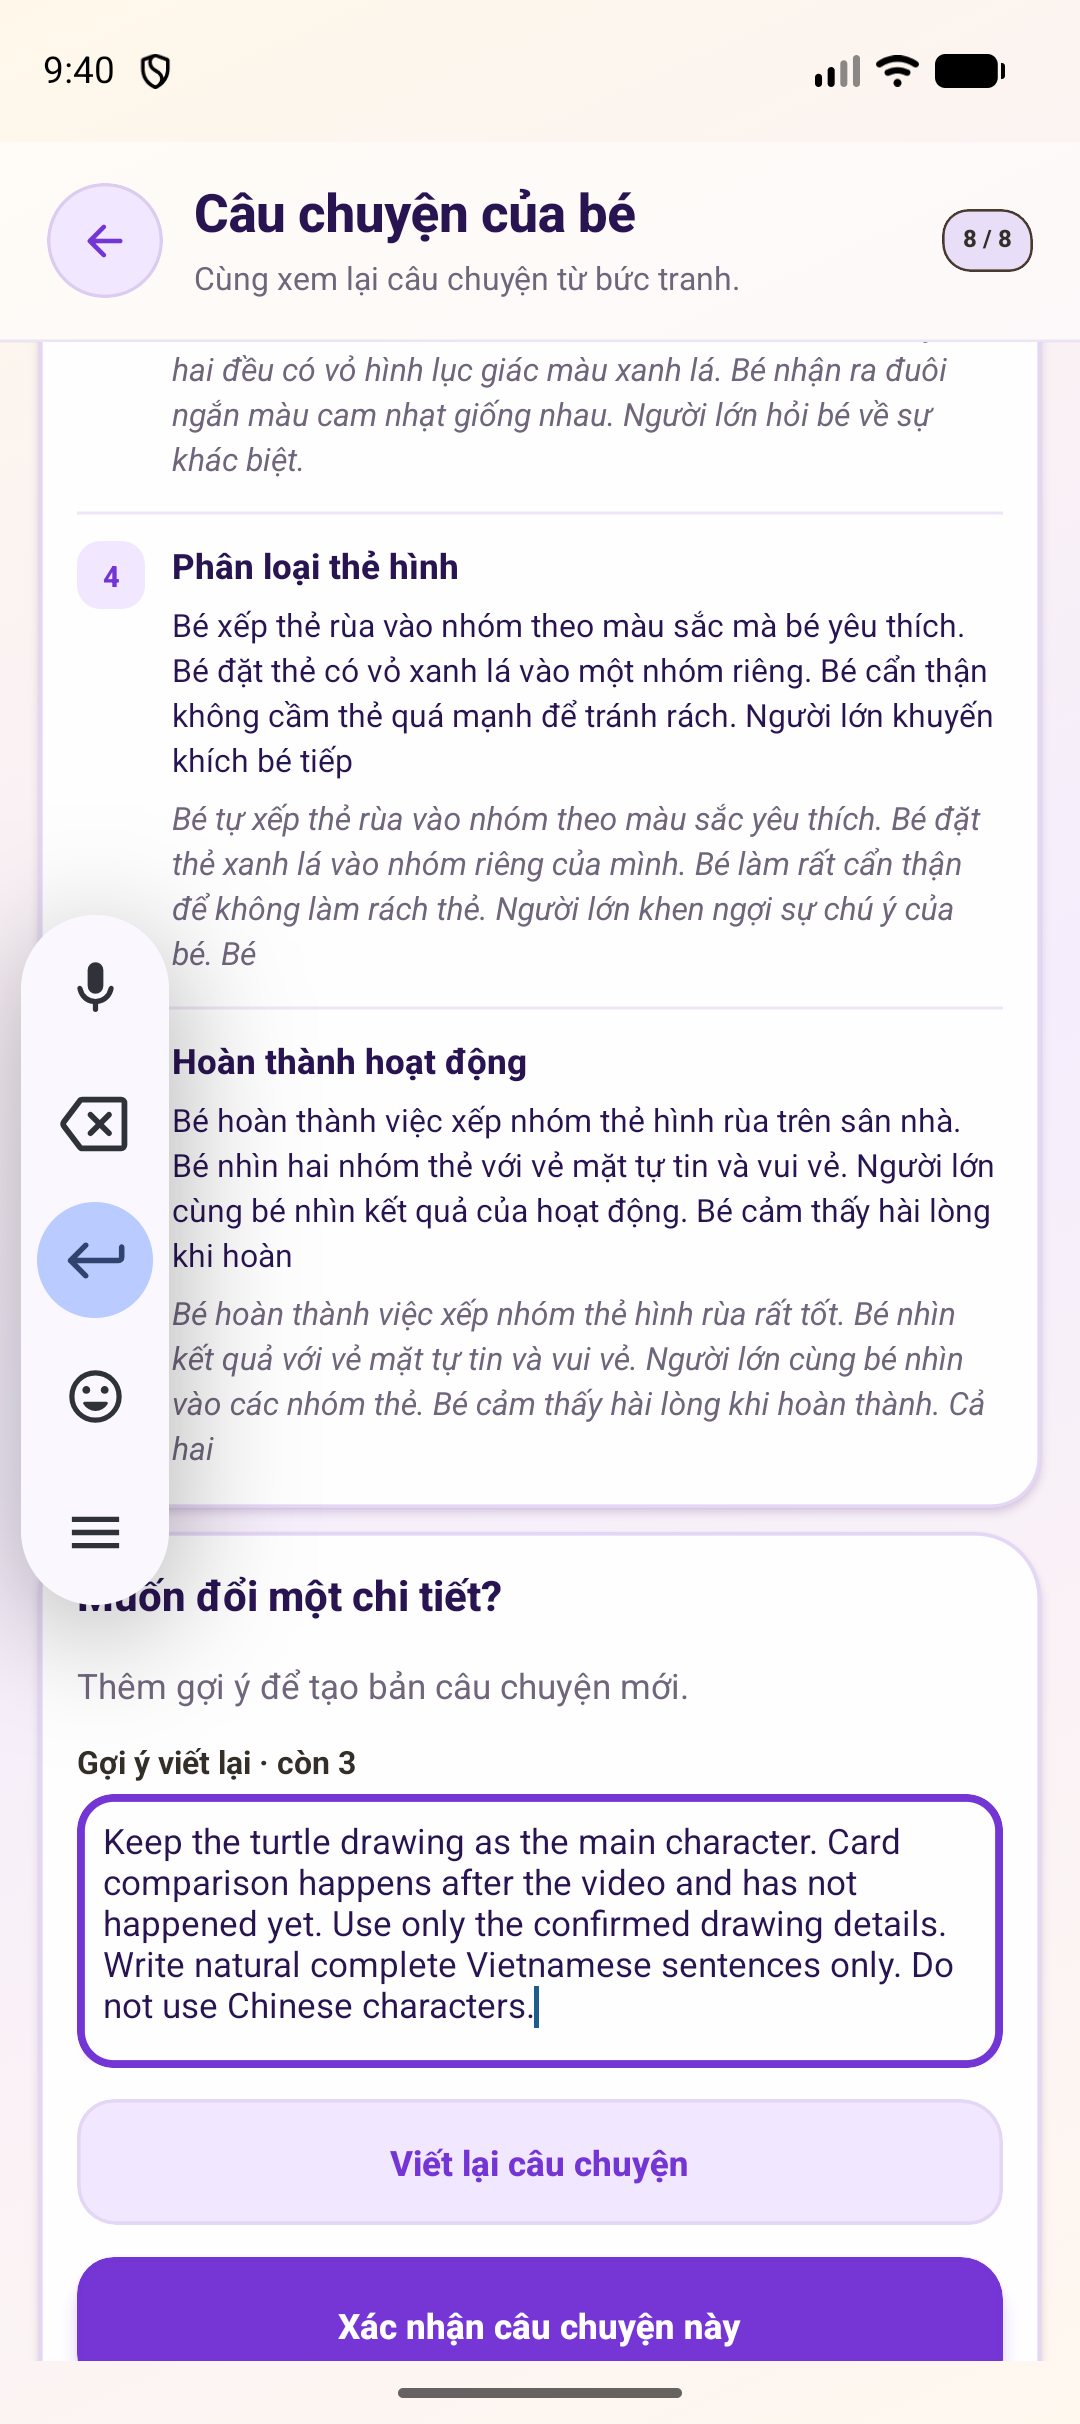 9:40
Câu chuyện của bé
Cùng xem lại câu chuyện từ bức tranh.
8 / 8
hai đều có vỏ hình lục giác màu xanh lá. Bé nhận ra đuôi
ngắn màu cam nhạt giống nhau. Người lớn hỏi bé về sự
khác biệt.
4
Phân loại thẻ hình
Bé xếp thẻ rùa vào nhóm theo màu sắc mà bé yêu thích.
Bé đặt thẻ có vỏ xanh lá vào một nhóm riêng. Bé cẩn thận
không cầm thẻ quá mạnh để tránh rách. Người lớn khuyến
khích bé tiếp
Bé tự xếp thẻ rùa vào nhóm theo màu sắc yêu thích. Bé đặt
thẻ xanh lá vào nhóm riêng của mình. Bé làm rất cẩn thận
để không làm rách thẻ. Người lớn khen ngợi sự chú ý của
bé. Bé
Hoàn thành hoạt động
Bé hoàn thành việc xếp nhóm thẻ hình rùa trên sân nhà.
Bé nhìn hai nhóm thẻ với vẻ mặt tự tin và vui vẻ. Người lớn
cùng bé nhìn kết quả của hoạt động. Bé cảm thấy hài lòng
khi hoàn
Bé hoàn thành việc xếp nhóm thẻ hình rùa rất tốt. Bé nhìn
kết quả với vẻ mặt tự tin và vui vẻ. Người lớn cùng bé nhìn
vào các nhóm thẻ. Bé cảm thấy hài lòng khi hoàn thành. Cả
hai
Muốn đổi một chi tiết?
Thêm gợi ý để tạo bản câu chuyện mới.
Gợi ý viết lại · còn 3
Keep the turtle drawing as the main character. Card
comparison happens after the video and has not
happened yet. Use only the confirmed drawing details.
Write natural complete Vietnamese sentences only. Do
not use Chinese characters.
Viết lại câu chuyện
Xác nhận câu chuyện này